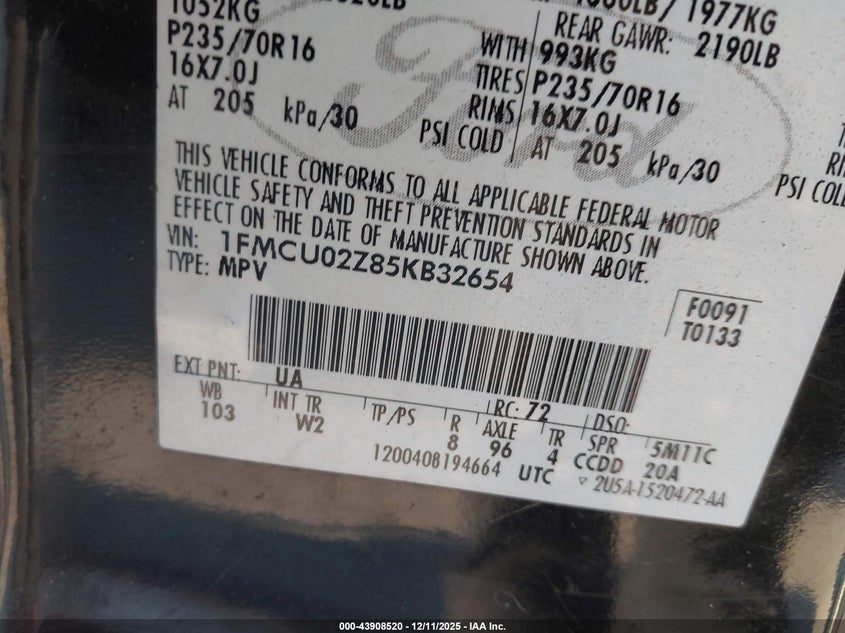 1052KG
P235/70R16
16X7.0J
AT 205 kPa/30
PSI COLD
/ 1977KG
REAR GAWR: 2190LB
WITH 993KG
TIRES P235/70R16
RIMS 16X7.0J
AT 205 kPa/30
PSI COLD
Ford
THIS VEHICLE CONFORMS TO ALL APPLICABLE FEDERAL MOTOR
VEHICLE SAFETY AND THEFT PREVENTION STANDARDS IN
EFFECT ON THE DATE OF MANUFACTURE SHOWN ABOVE.
VIN: 1FMCU02Z85KB32654
TYPE: MPV
F0091
T0133
EXT PNT: UA
RC: 72 DSO:
WB INT TR TP/PS R AXLE TR SPR 5M11C
103 W2 8 96 4 CCDD 20A
1200408194664 UTC
▽ 2U5A-1520472-AA
000-43908520 - 12/11/2025 - IAA Inc.